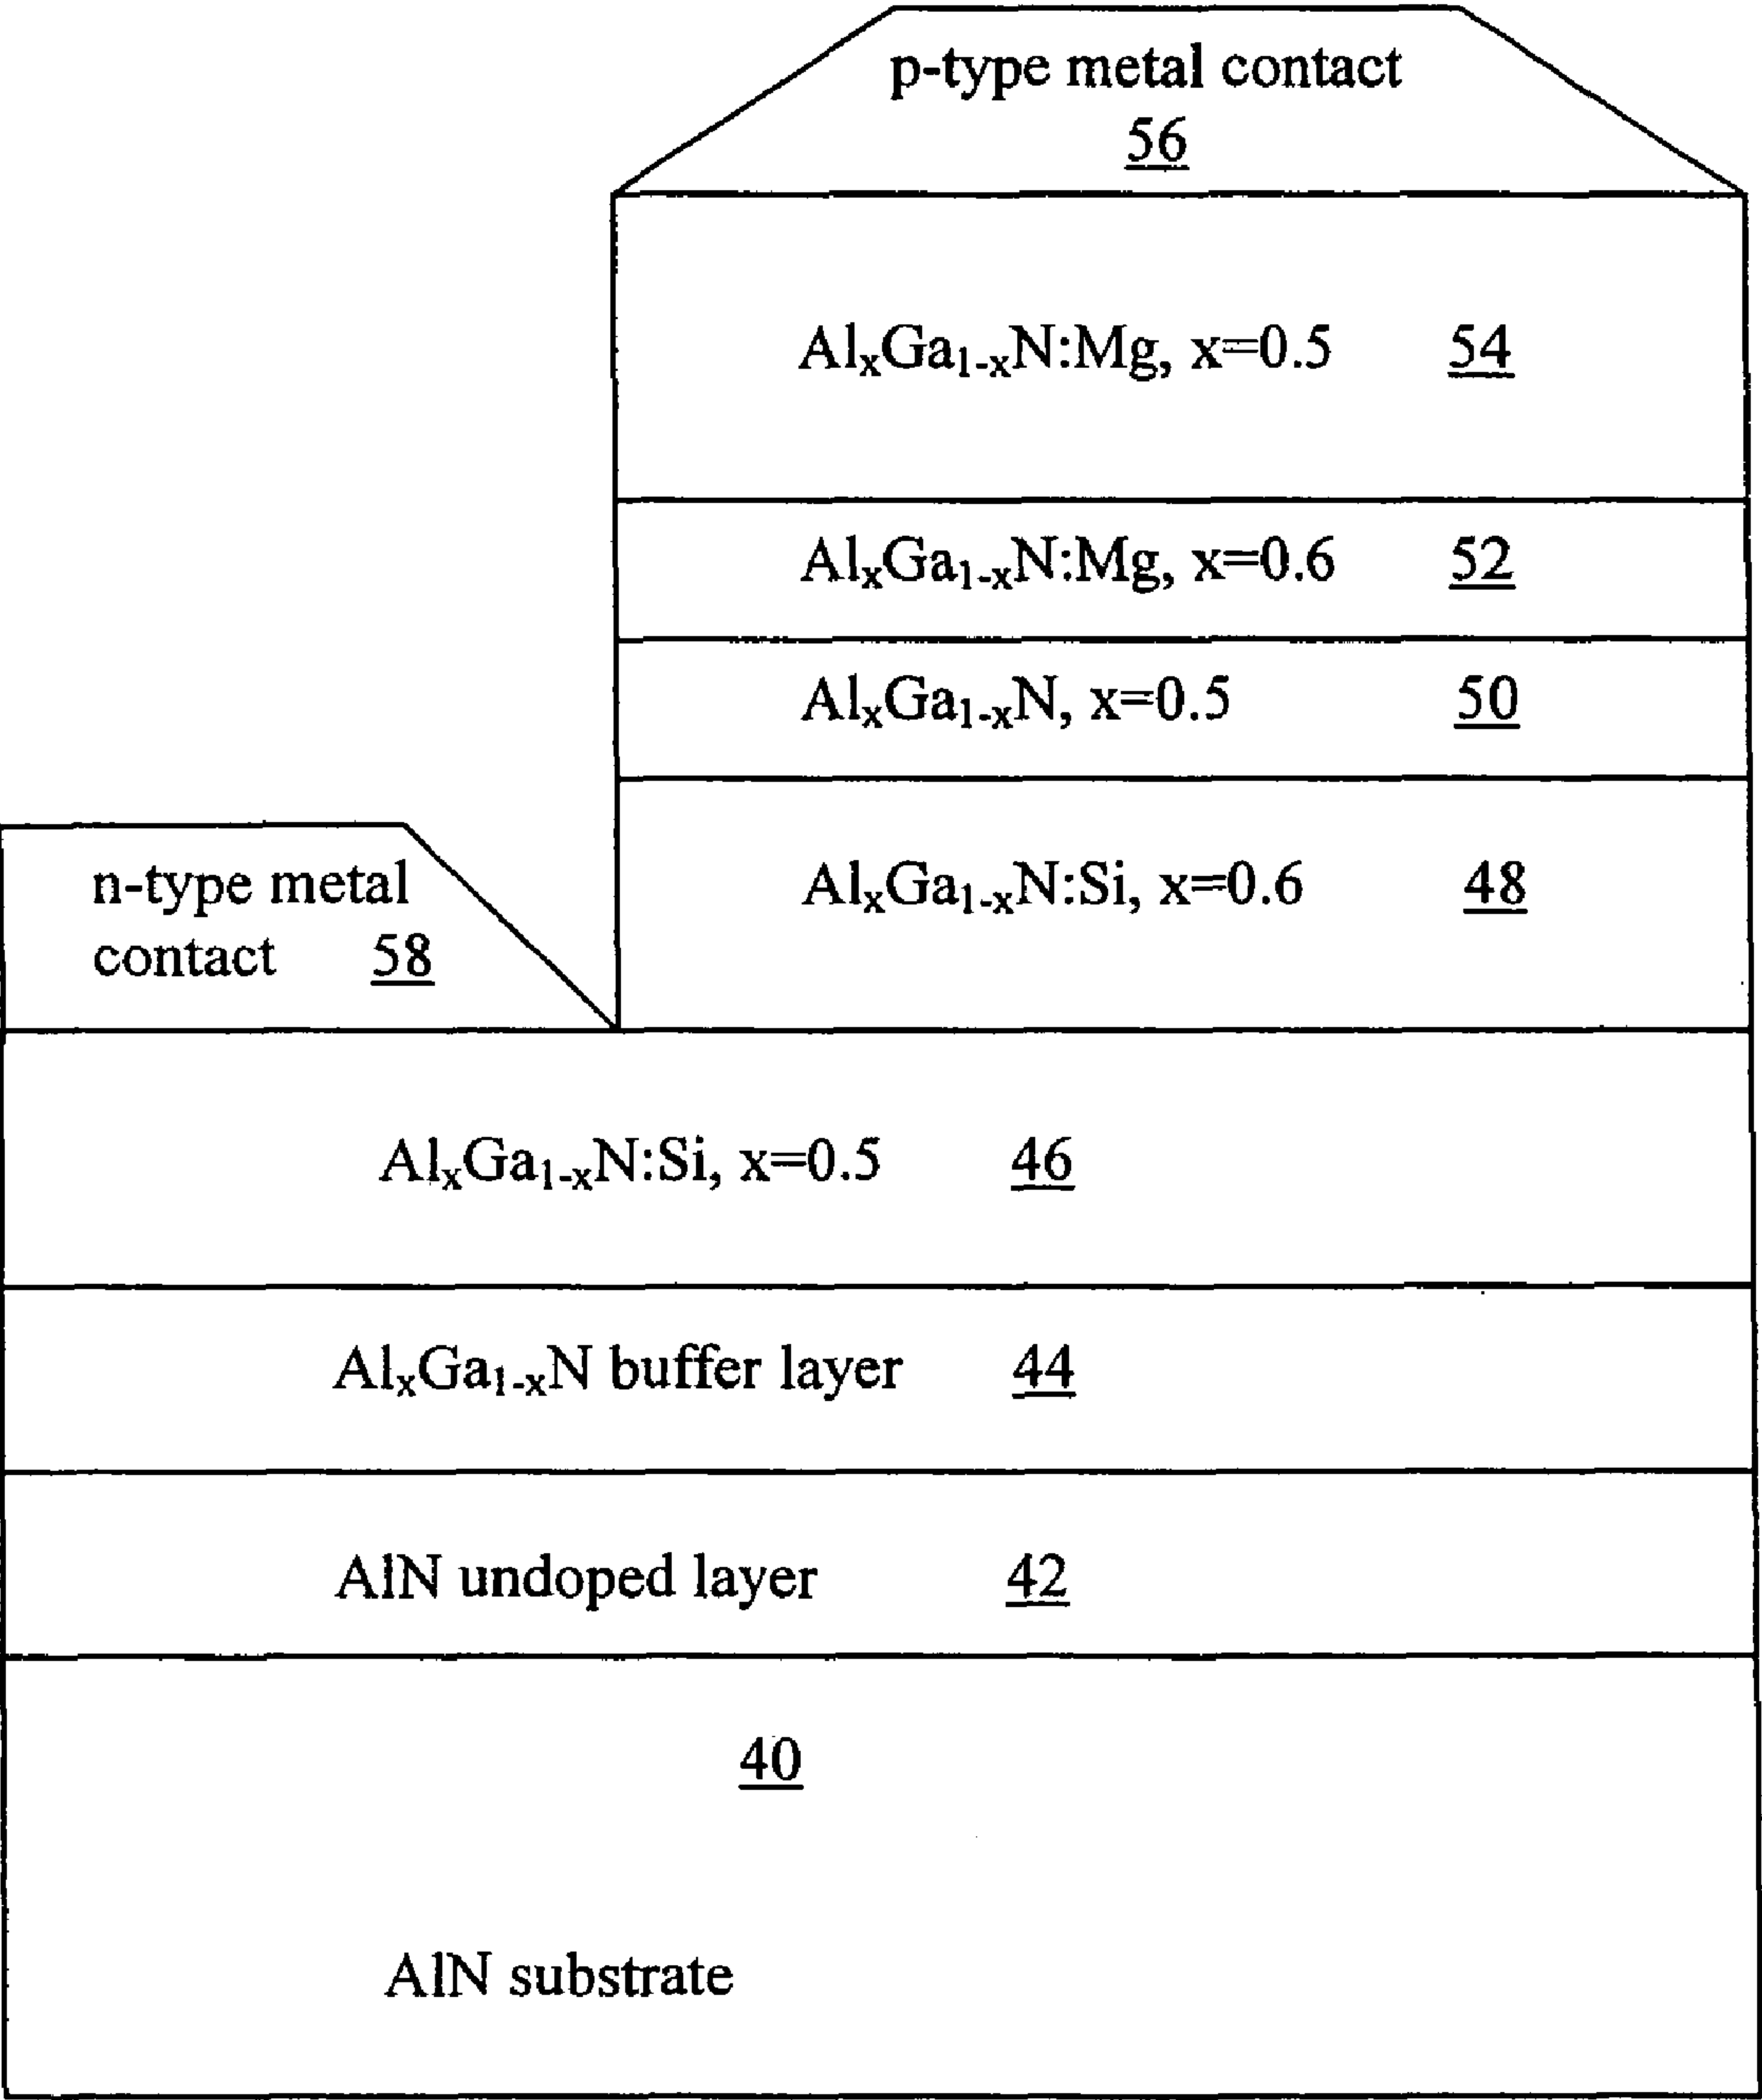 p-type metal contact
56
AlₓGa₁₋ₓN:Mg, x=0.5 54
AlₓGa₁₋ₓN:Mg, x=0.6 52
AlₓGa₁₋ₓN, x=0.5 50
AlₓGa₁₋ₓN:Si, x=0.6 48
n-type metal
contact 58
AlₓGa₁₋ₓN:Si, x=0.5 46
AlₓGa₁₋ₓN buffer layer 44
AlN undoped layer 42
40
AlN substrate